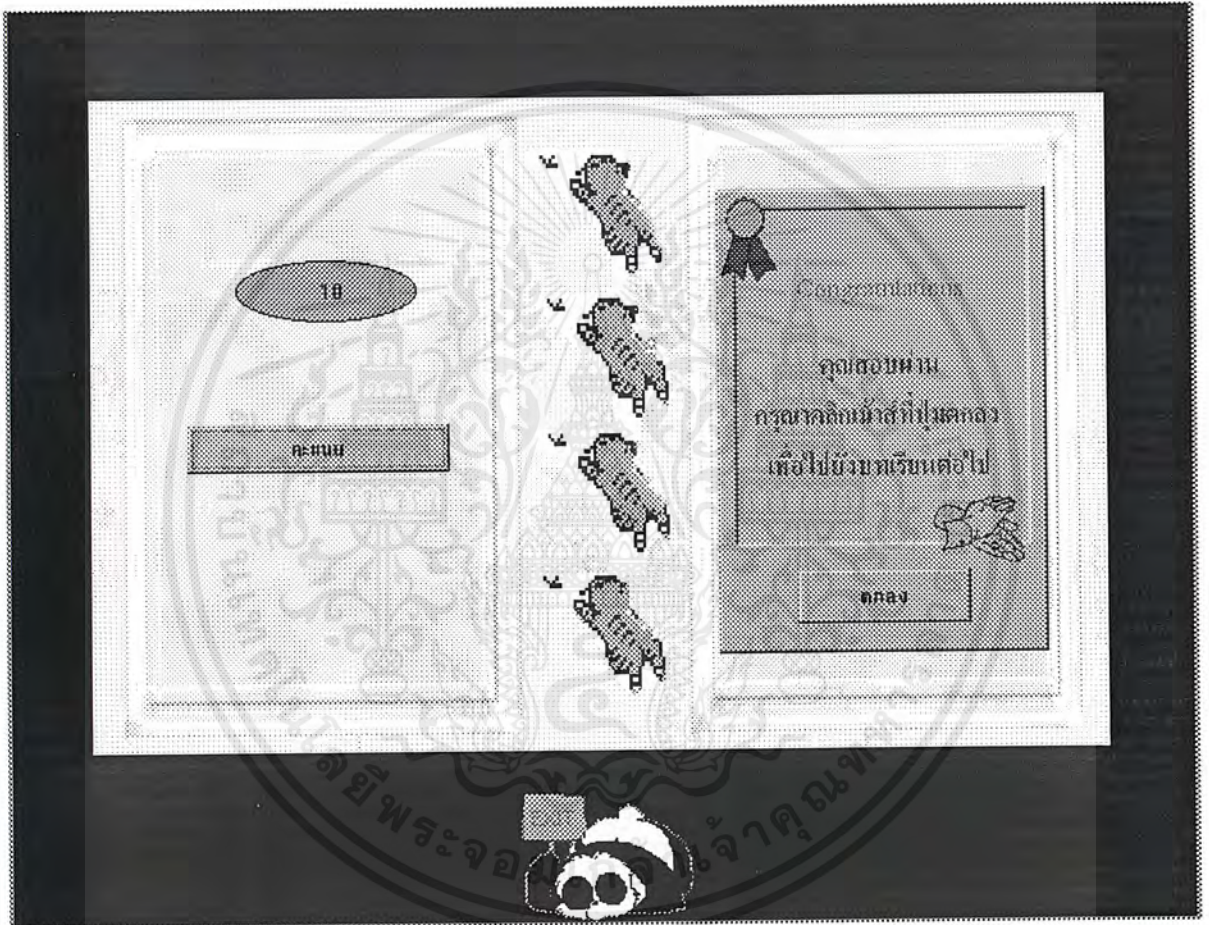 10
คะแนน
Congratulations
คุณสอบผ่าน
กรุณาคลิกเม้าส์ที่ปุ่มตกลง
เพื่อไปยังบทเรียนต่อไป
ตกลง